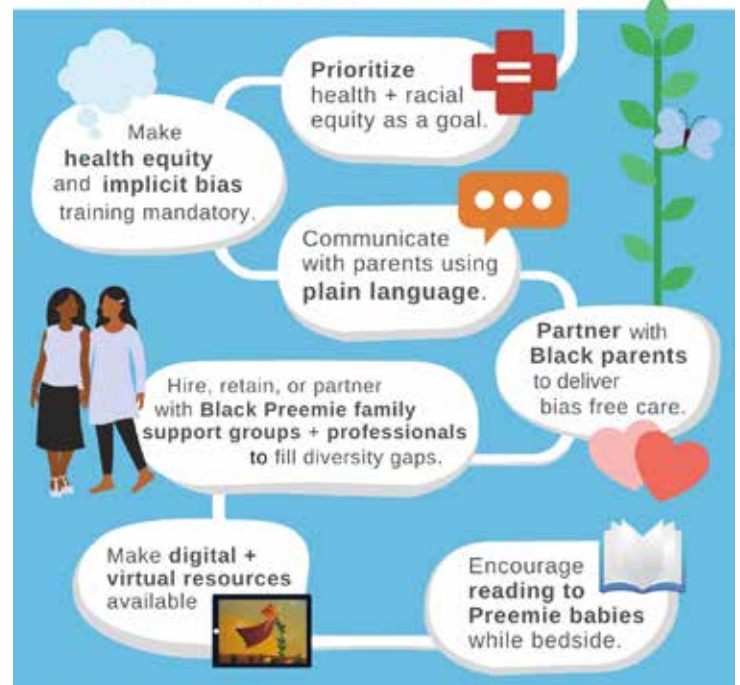 Prioritize
health + racial
equity as a goal.
Make
health equity
and implicit bias
training mandatory.
Communicate
with parents using
plain language.
Partner with
Black parents
to deliver
bias free care.
Hire, retain, or partner
with Black Preemie family
support groups + professionals
to fill diversity gaps.
Make digital +
virtual resources
available
Encourage
reading to
Preemie babies
while bedside.